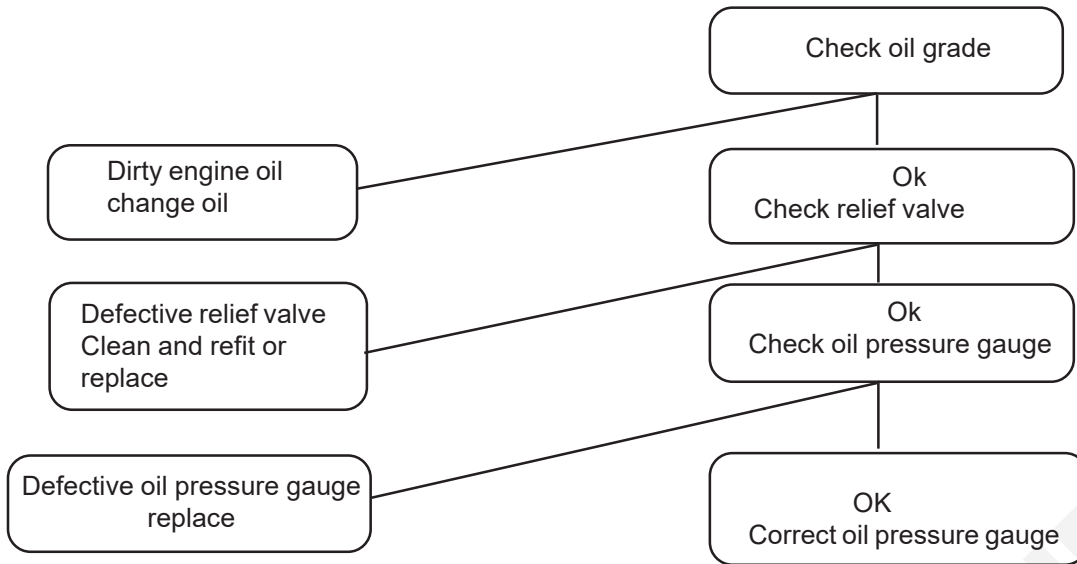 Check oil grade
Dirty engine oil
change oil
Ok
Check relief valve
Defective relief valve
Clean and refit or
replace
Ok
Check oil pressure gauge
Defective oil pressure gauge
replace
OK
Correct oil pressure gauge